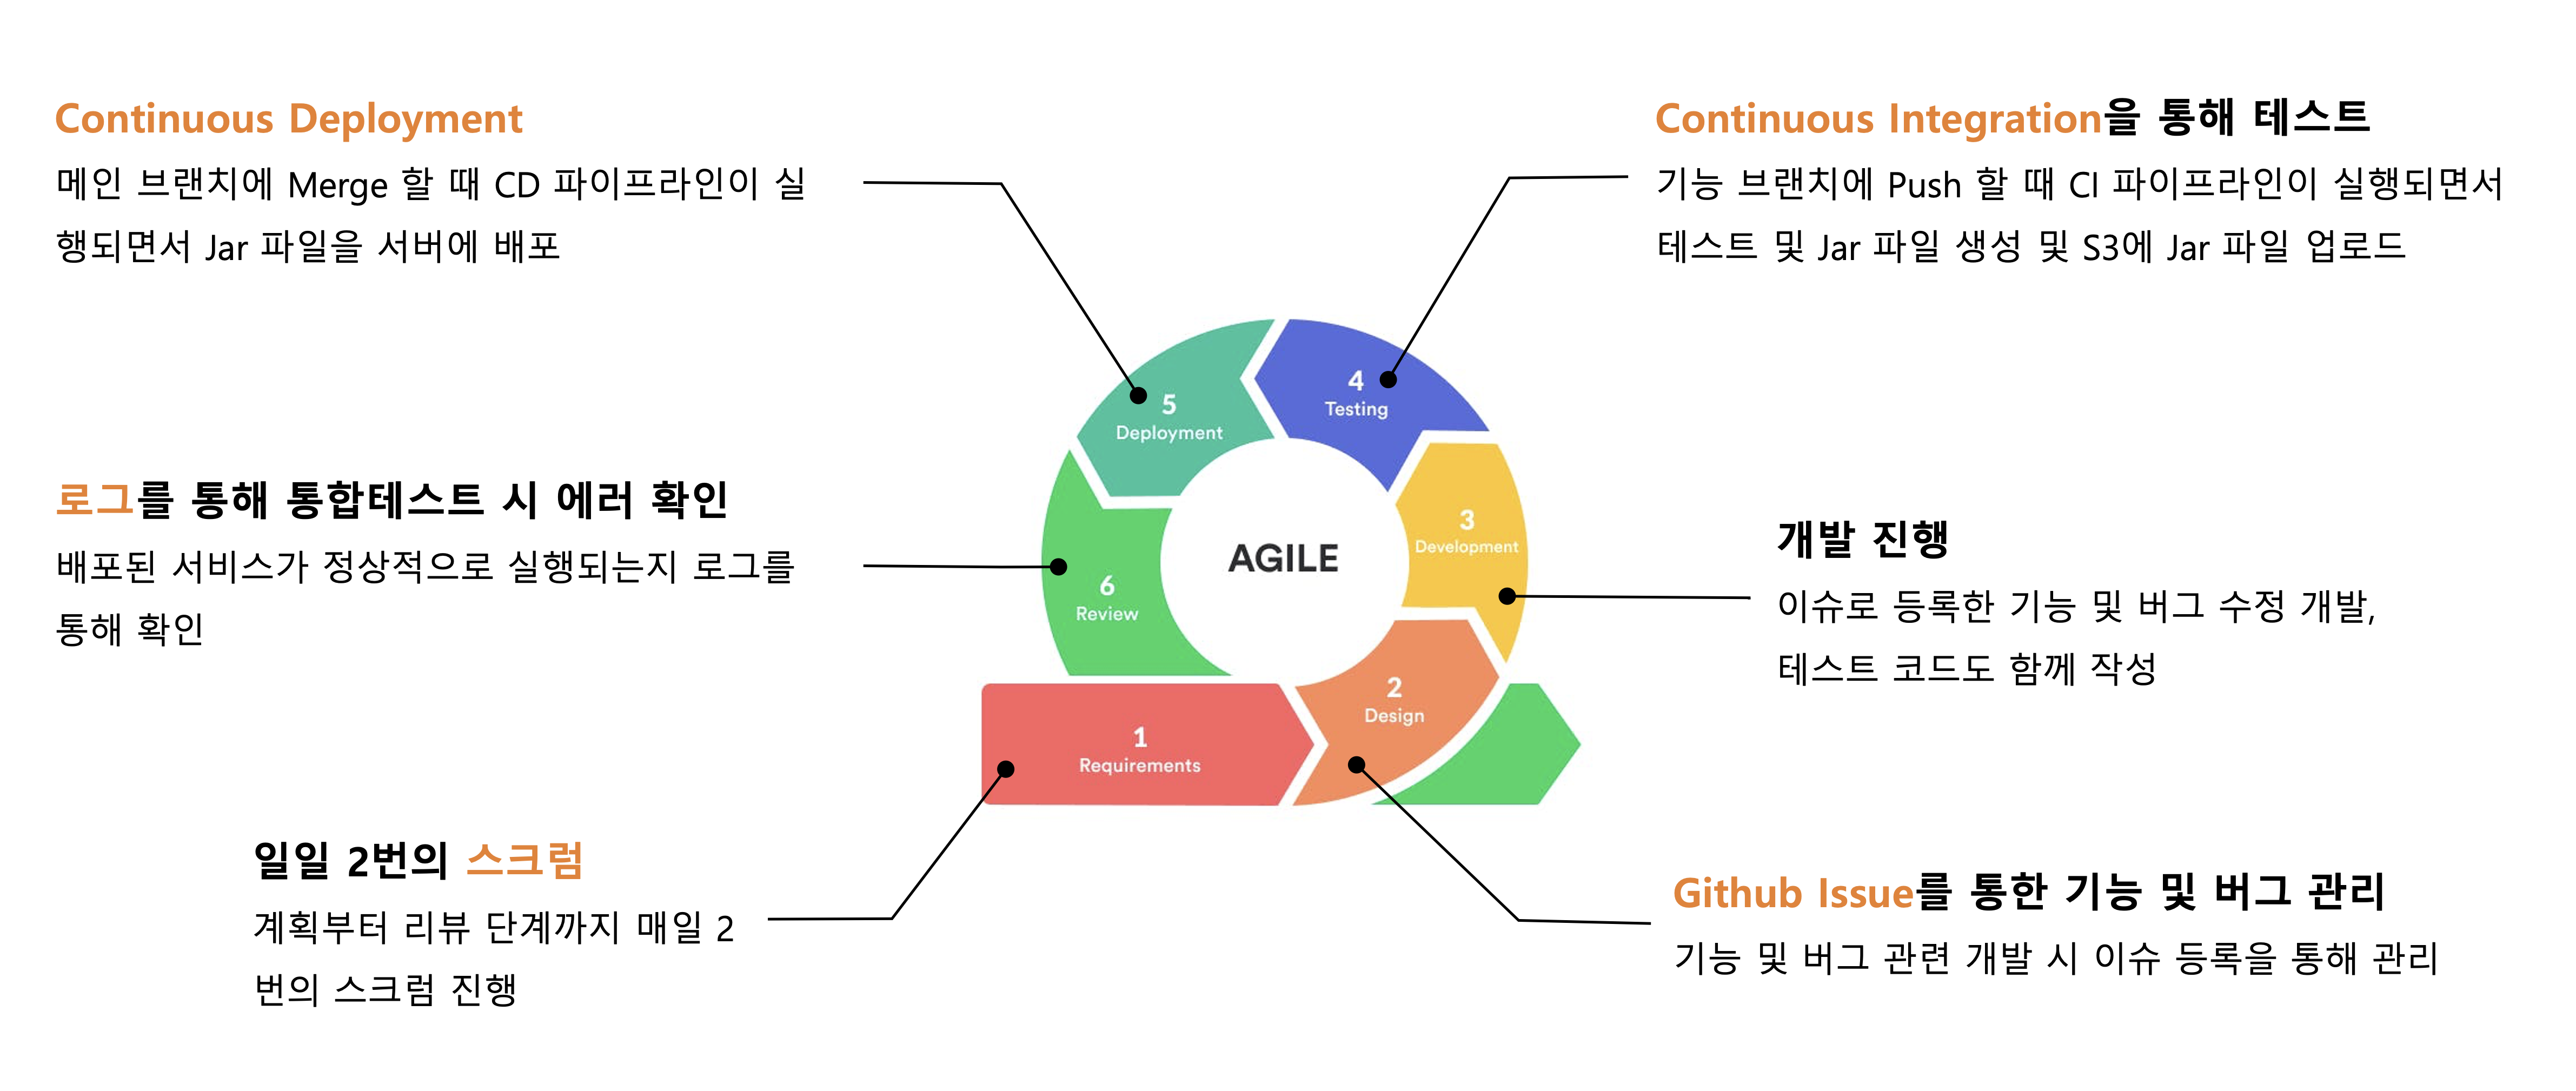 Continuous Deployment
메인 브랜치에 Merge 할 때 CD 파이프라인이 실
행되면서 Jar 파일을 서버에 배포
Continuous Integration을 통해 테스트
기능 브랜치에 Push 할 때 CI 파이프라인이 실행되면서
테스트 및 Jar 파일 생성 및 S3에 Jar 파일 업로드
4
Testing
5
Deployment
로그를 통해 통합테스트 시 에러 확인
배포된 서비스가 정상적으로 실행되는지 로그를
통해 확인
3
Development
AGILE
6
Review
개발 진행
이슈로 등록한 기능 및 버그 수정 개발,
테스트 코드도 함께 작성
2
Design
1
Requirements
일일 2번의 스크럼
계획부터 리뷰 단계까지 매일 2
번의 스크럼 진행
Github Issue를 통한 기능 및 버그 관리
기능 및 버그 관련 개발 시 이슈 등록을 통해 관리